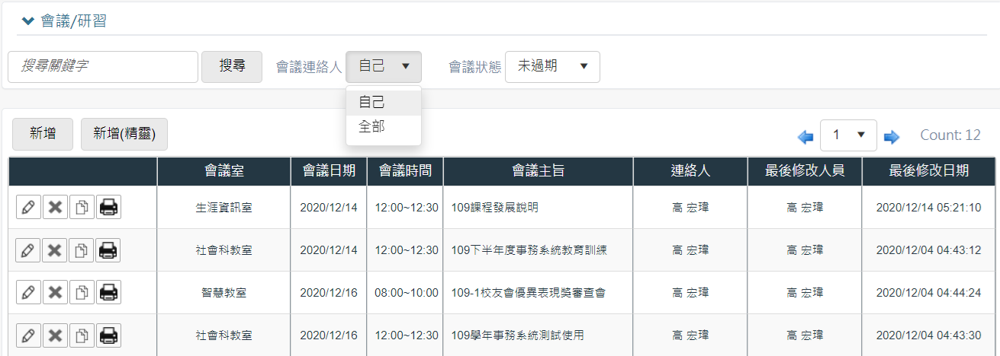 會議/研習
搜尋關鍵字 搜尋 會議連絡人 自己 會議狀態 未過期
自己
全部
新增 新增(精靈) 1 Count: 12
會議室 會議日期 會議時間 會議主旨 連絡人 最後修改人員 最後修改日期
生涯資訊室 2020/12/14 12:00~12:30 109課程發展說明 高 宏瑋 高 宏瑋 2020/12/14 05:21:10
社會科教室 2020/12/14 12:00~12:30 109下半年度事務系統教育訓練 高 宏瑋 高 宏瑋 2020/12/04 04:43:12
智慧教室 2020/12/16 08:00~10:00 109-1校友會優異表現獎審查會 高 宏瑋 高 宏瑋 2020/12/04 04:44:24
社會科教室 2020/12/16 12:00~12:30 109學年事務系統測試使用 高 宏瑋 高 宏瑋 2020/12/04 04:43:30